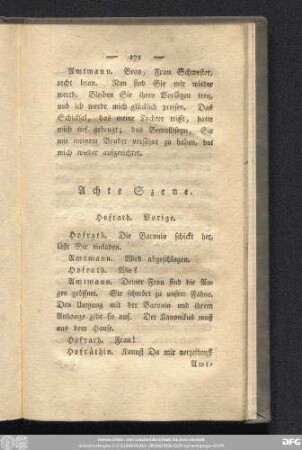 — 171 —
Amtmann. Brav, Frau Schwester,
recht brav. Nun sind Sie mir wieder
werth. Bleiben Sie ihren Vorsätzen treu,
und ich werde mich glücklich preisen. Das
Schicksal, das meine Tochter trifft, hatte
mich tief gebeugt; das Bewußtseyn, Sie
mit meinem Bruder versöhnt zu haben, hat
mich wieder aufgerichtet.
Achte Szene.
Hofrath. Vorige.
Hofrath. Die Baronin schickt her,
läßt Sie einladen.
Amtmann. Wird abgeschlagen.
Hofrath. Wie?
Amtmann. Deiner Frau sind die Au-
gen geöffnet. Sie schwört zu unsrer Fahne.
Den Umgang mit der Baronin und ihrem
Anhange gibt sie auf. Der Kanonikus muß
aus dem Hause.
Hofrath. Frau!
Hofräthin. Kannst Du mir verzeihen?
Amt-
SLUB
DFG